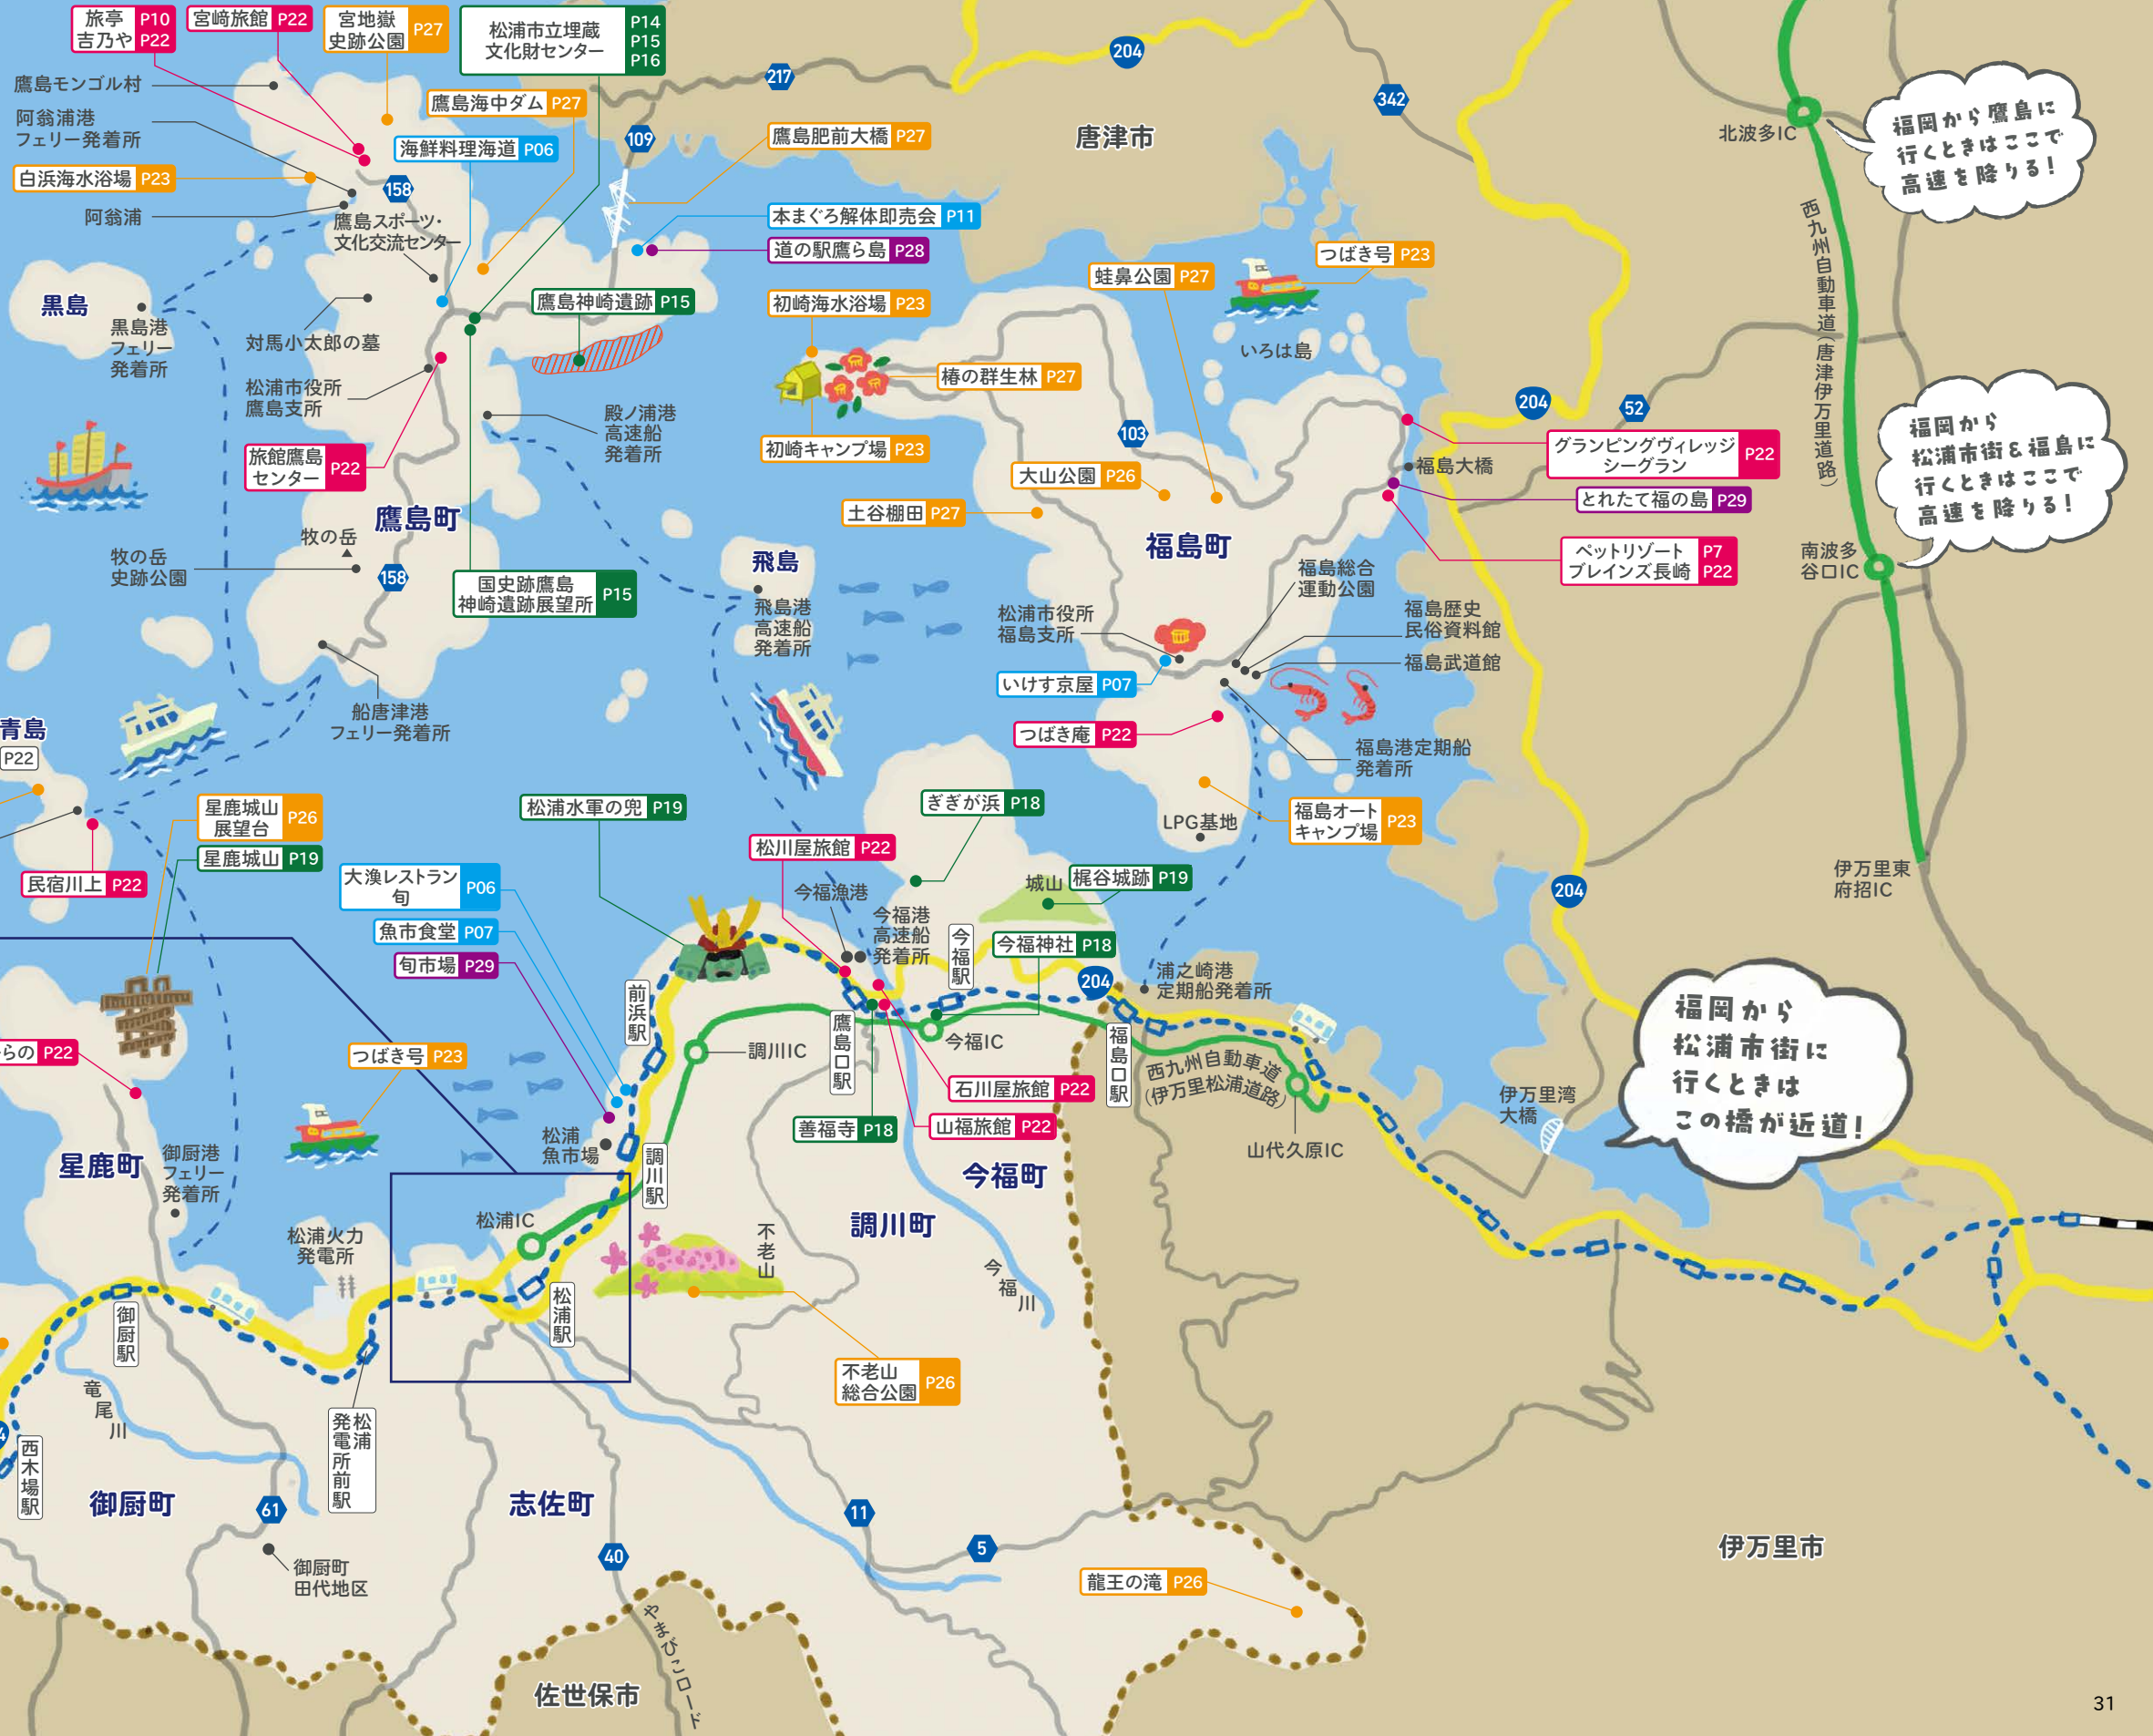 旅亭
吉乃や
P10
P22
宮﨑旅館 P22
宮地嶽
史跡公園
P27
松浦市立埋蔵
文化財センター
P14
P15
P16
217
204
342
鷹島モンゴル村
阿翁浦港
フェリー発着所
白浜海水浴場 P23
阿翁浦
鷹島海中ダム P27
海鮮料理海道 P06
109
鷹島肥前大橋 P27
唐津市
北波多IC
福岡から鷹島に
行くときはここで
高速を降りる!
158
鷹島スポーツ・
文化交流センター
本まぐろ解体即売会 P11
道の駅鷹ら島 P28
つばき号 P23
西九州自動車道(唐津伊万里道路)
黒島
黒島港
フェリー
発着所
対馬小太郎の墓
鷹島神崎遺跡 P15
初崎海水浴場 P23
蛙鼻公園 P27
いろは島
松浦市役所
鷹島支所
椿の群生林 P27
204
52
殿ノ浦港
高速船
発着所
初崎キャンプ場 P23
103
旅館鷹島
センター
P22
大山公園 P26
福島大橋
グランピングヴィレッジ
シーグラン
P22
とれたて福の島 P29
福岡から
松浦市街&福島に
行くときはここで
高速を降りる!
鷹島町
土谷棚田 P27
牧の岳
牧の岳
史跡公園
158
国史跡鷹島
神崎遺跡展望所
P15
飛島
飛島港
高速船
発着所
福島町
ペットリゾート
ブレインズ長崎
P7
P22
南波多
谷口IC
福島総合
運動公園
松浦市役所
福島支所
福島歴史
民俗資料館
福島武道館
いけす京屋 P07
つばき庵 P22
船唐津港
フェリー発着所
福島港定期船
発着所
青島
P22
星鹿城山
展望台
P26
星鹿城山 P19
民宿川上 P22
松浦水軍の兜 P19
ぎぎが浜 P18
LPG基地
福島オート
キャンプ場
P23
松川屋旅館 P22
大漁レストラン
旬
P06
魚市食堂 P07
旬市場 P29
今福漁港
今福港
高速船
発着所
城山
梶谷城跡 P19
今福駅
今福神社 P18
204
浦之崎港
定期船発着所
204
伊万里東
府招IC
前浜駅
鷹島口駅
今福IC
調川IC
福島口駅
西九州自動車道
(伊万里松浦道路)
山代久原IC
伊万里湾
大橋
福岡から
松浦市街に
行くときは
この橋が近道!
らの P22
つばき号 P23
石川屋旅館 P22
善福寺 P18
山福旅館 P22
松浦
魚市場
調川駅
星鹿町
御厨港
フェリー
発着所
今福町
調川町
今福川
松浦IC
松浦火力
発電所
不老山
松浦駅
御厨駅
不老山
総合公園
P26
竜尾川
松浦
発電所前駅
4
西木場駅
御厨町
61
志佐町
11
5
40
御厨町
田代地区
龍王の滝 P26
やまびこロード
佐世保市
伊万里市
31